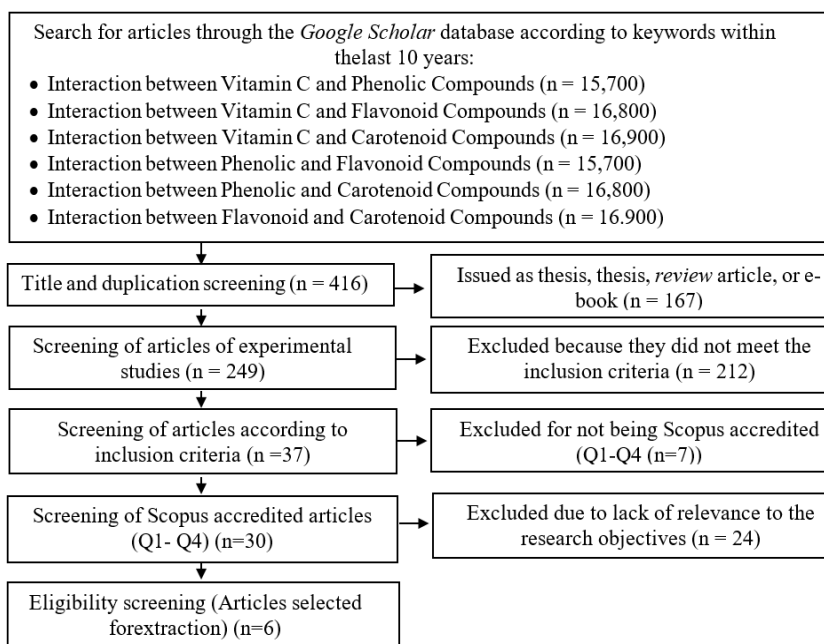 Search for articles through the Google Scholar database according to keywords within
thelast 10 years:
• Interaction between Vitamin C and Phenolic Compounds (n = 15,700)
• Interaction between Vitamin C and Flavonoid Compounds (n = 16,800)
• Interaction between Vitamin C and Carotenoid Compounds (n = 16,900)
• Interaction between Phenolic and Flavonoid Compounds (n = 15,700)
• Interaction between Phenolic and Carotenoid Compounds (n = 16,800)
• Interaction between Flavonoid and Carotenoid Compounds (n = 16.900)
Title and duplication screening (n = 416)
Issued as thesis, thesis, review article, or e-
book (n = 167)
Screening of articles of experimental
studies (n = 249)
Excluded because they did not meet the
inclusion criteria (n = 212)
Screening of articles according to
inclusion criteria (n =37)
Excluded for not being Scopus accredited
(Q1-Q4 (n=7))
Screening of Scopus accredited articles
(Q1- Q4) (n=30)
Excluded due to lack of relevance to the
research objectives (n = 24)
Eligibility screening (Articles selected
forextraction) (n=6)